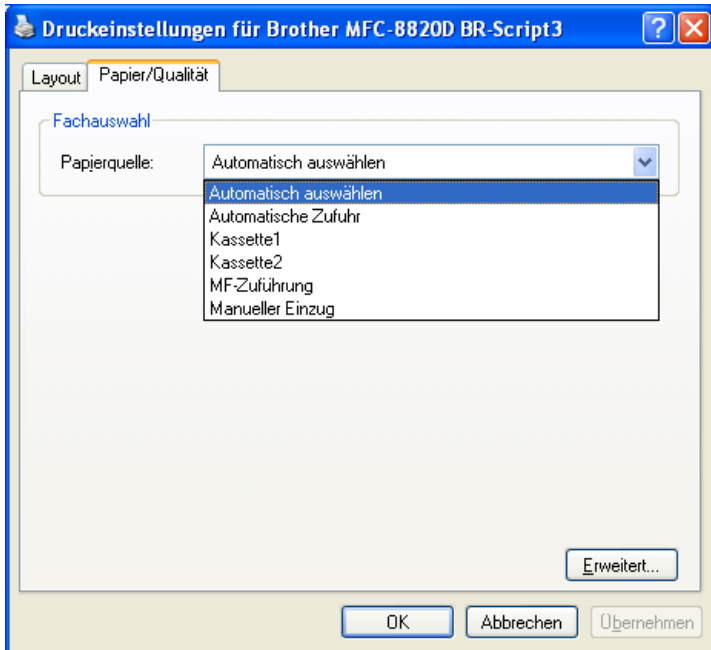 Druckeinstellungen für Brother MFC-8820D BR-Script3
Layout Papier/Qualität
Fachauswahl
Papierquelle: Automatisch auswählen
Automatisch auswählen
Automatische Zufuhr
Kassette1
Kassette2
MF-Zuführung
Manueller Einzug
Erweitert...
OK Abbrechen Übernehmen